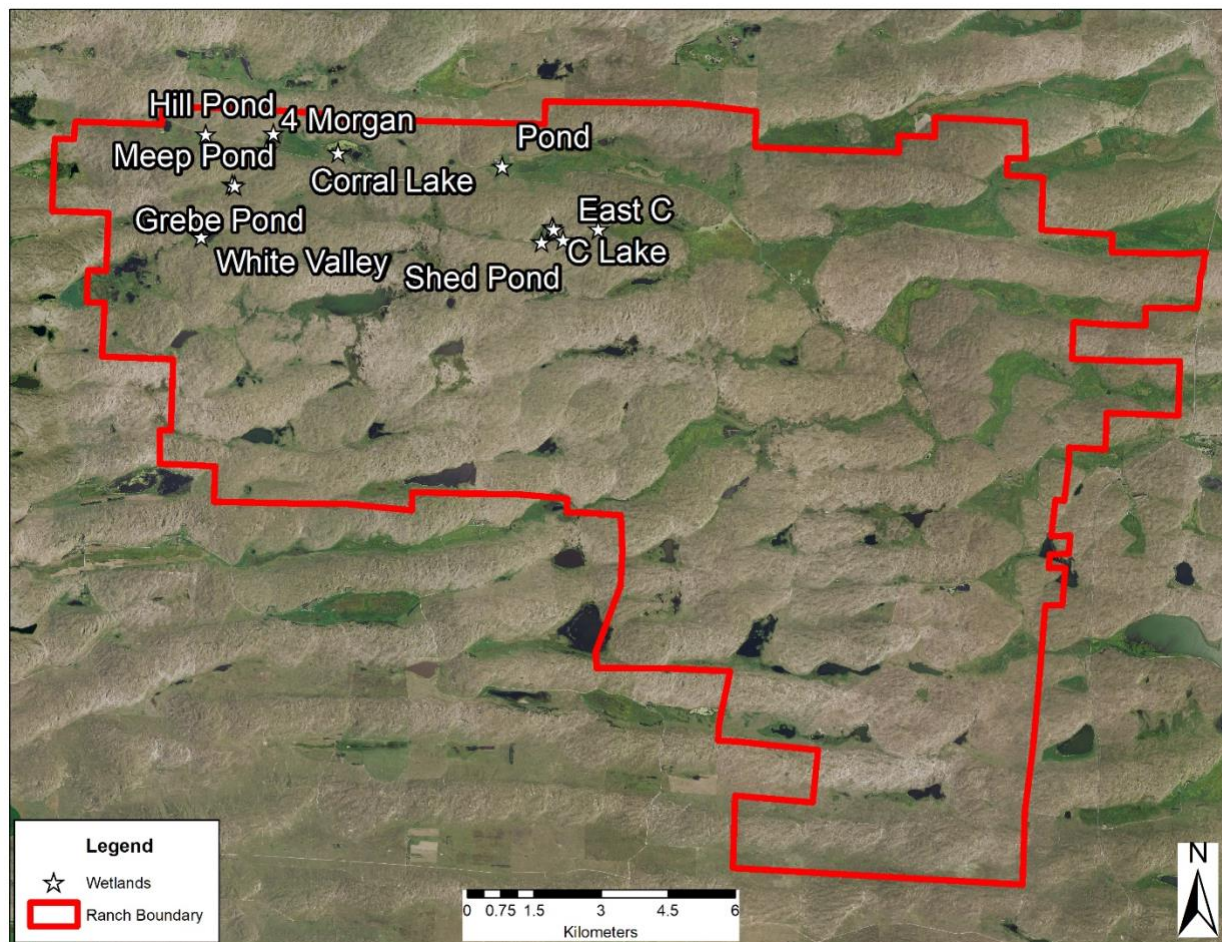 Hill Pond
4 Morgan
Pond
Meep Pond
Corral Lake
East C
Grebe Pond
C Lake
White Valley
Shed Pond
Legend
Wetlands
Ranch Boundary
0 0.75 1.5 3 4.5 6
Kilometers
N